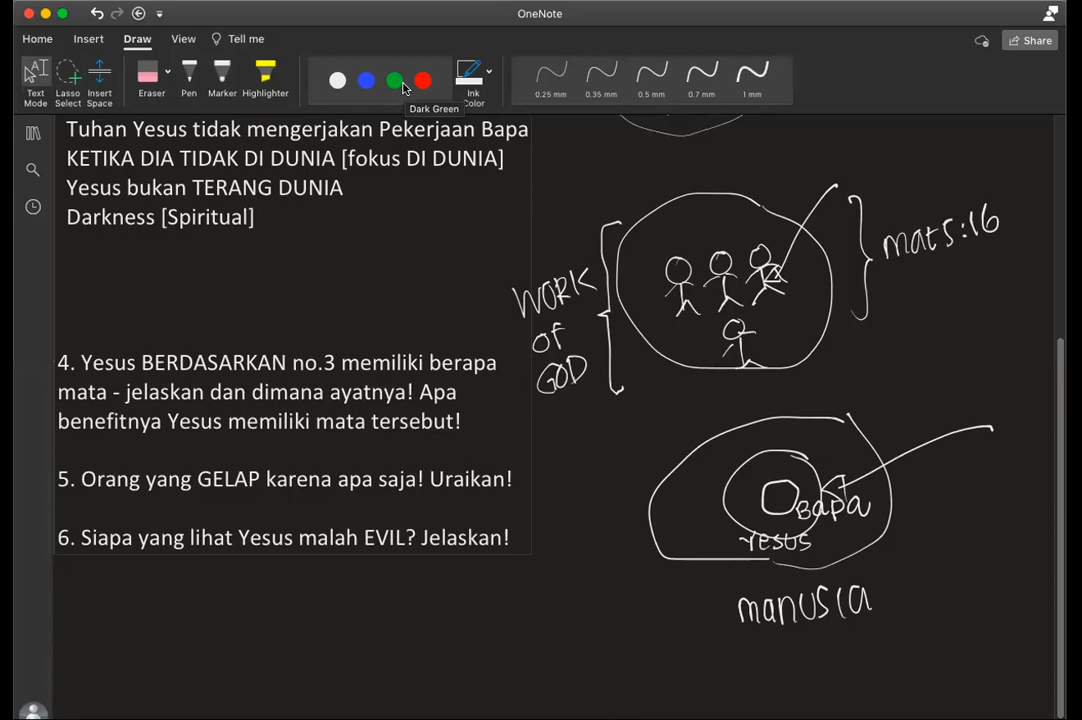 OneNote
Home Insert Draw View Tell me
Share
Text Mode
Lasso Select
Insert Space
Eraser
Pen
Marker
Highlighter
Ink Color
0.25 mm 0.35 mm 0.5 mm 0.7 mm 1 mm
Dark Green
Tuhan Yesus tidak mengerjakan Pekerjaan Bapa
KETIKA DIA TIDAK DI DUNIA [fokus DI DUNIA]
Yesus bukan TERANG DUNIA
Darkness [Spiritual]
4. Yesus BERDASARKAN no.3 memiliki berapa
mata - jelaskan dan dimana ayatnya! Apa
benefitnya Yesus memiliki mata tersebut!
5. Orang yang GELAP karena apa saja! Uraikan!
6. Siapa yang lihat Yesus malah EVIL? Jelaskan!
WORK
of
GOD
mat 5:16
Bapa
Yesus
manusia